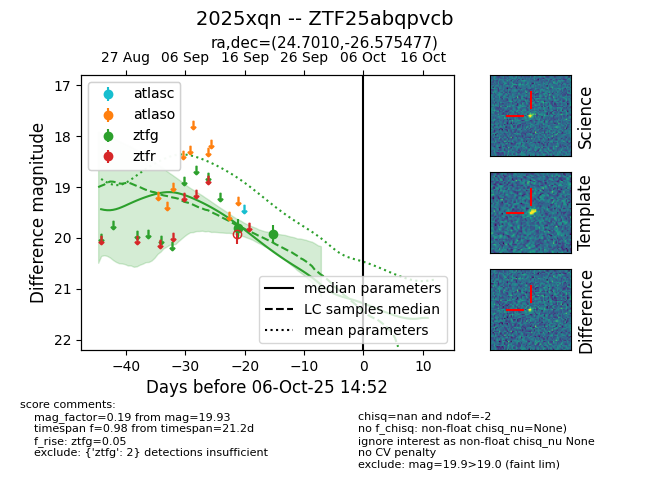 2025xqn -- ZTF25abqpvcb
ra,dec=(24.7010,-26.575477)
27 Aug 06 Sep 16 Sep 26 Sep 06 Oct 16 Oct
17
18
19
20
21
22
Difference magnitude
atlasc
atlaso
ztfg
ztfr
median parameters
LC samples median
mean parameters
−40 −30 −20 −10 0 10
Days before 06-Oct-25 14:52
Science
Template
Difference
score comments:
mag_factor=0.19 from mag=19.93
timespan f=0.98 from timespan=21.2d
f_rise: ztfg=0.05
exclude: {'ztfg': 2} detections insufficient
chisq=nan and ndof=-2
no f_chisq: non-float chisq_nu=None)
ignore interest as non-float chisq_nu None
no CV penalty
exclude: mag=19.9>19.0 (faint lim)